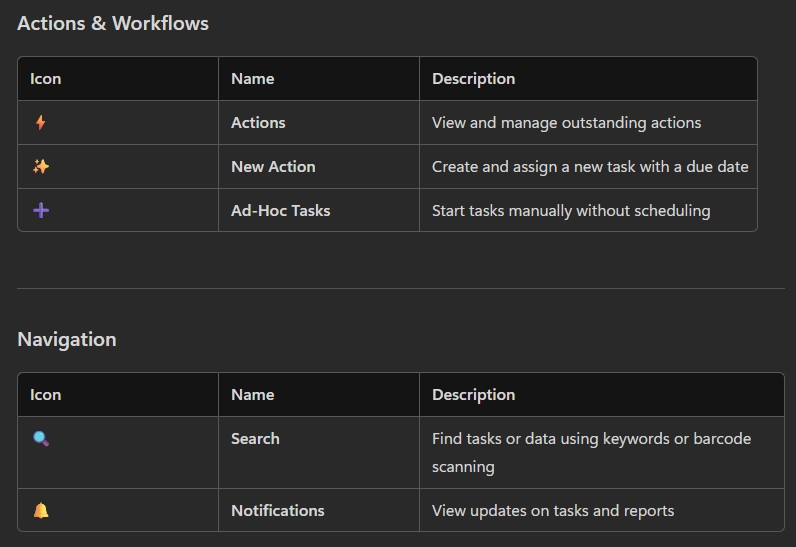 Actions & Workflows
Icon Name Description
Actions View and manage outstanding actions
New Action Create and assign a new task with a due date
Ad-Hoc Tasks Start tasks manually without scheduling
Navigation
Icon Name Description
Search Find tasks or data using keywords or barcode
scanning
Notifications View updates on tasks and reports